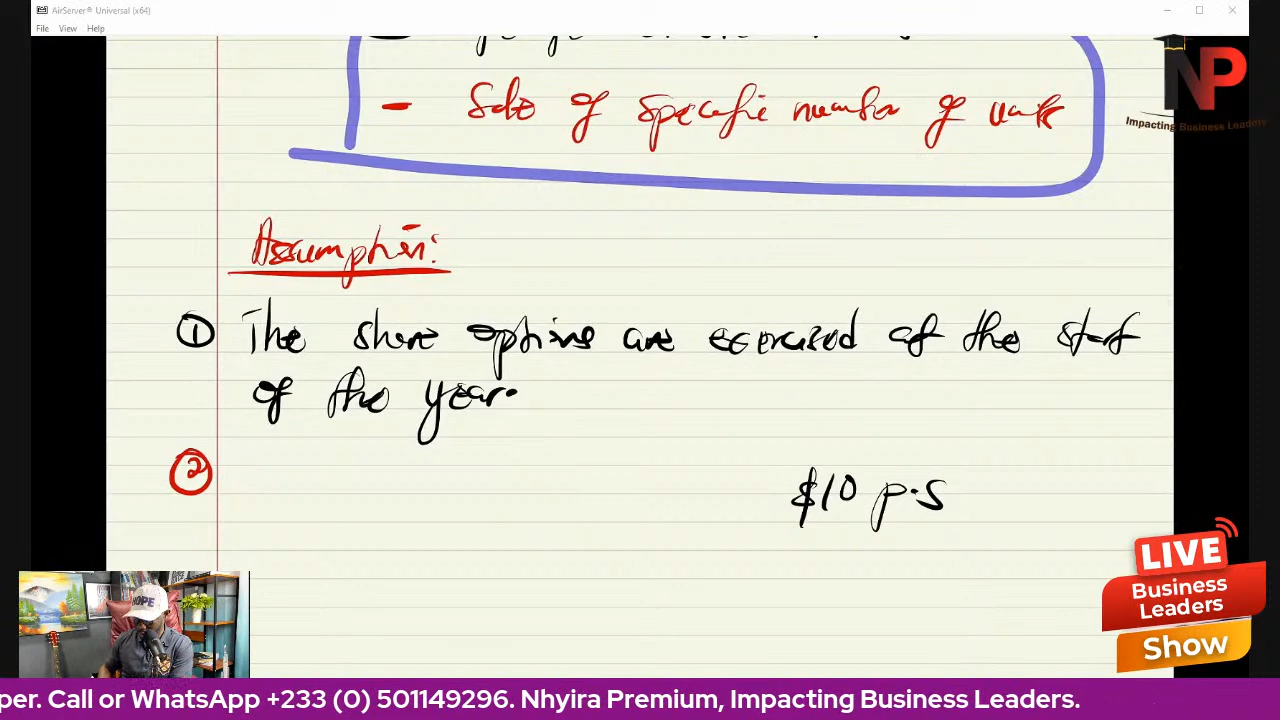 AirServer® Universal (x64)
File View Help
- Sale of specific number of units
NP
Impacting Business Leaders
Assumption:
① The share options are exercised at the start
of the year.
②
$10 p.s
HOPE
LIVE
Business
Leaders
Show
per. Call or WhatsApp +233 (0) 501149296. Nhyira Premium, Impacting Business Leaders.